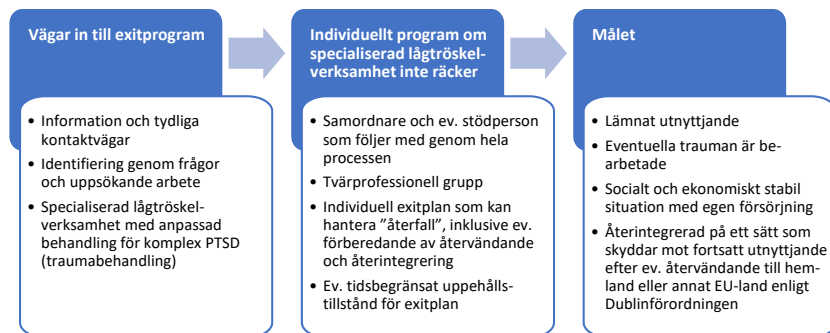 Vägar in till exitprogram
• Information och tydliga
kontaktvägar
• Identifiering genom frågor
och uppsökande arbete
• Specialiserad lågtröskel-
verksamhet med anpassad
behandling för komplex PTSD
(traumabehandling)
Individuellt program om
specialiserad lågtröskel-
verksamhet inte räcker
• Samordnare och ev. stödperson
som följer med genom hela
processen
• Tvärprofessionell grupp
• Individuell exitplan som kan
hantera ”återfall”, inklusive ev.
förberedande av återvändande
och återintegrering
• Ev. tidsbegränsat uppehålls-
tillstånd för exitplan
Målet
• Lämnat utnyttjande
• Eventuella trauman är be-
arbetade
• Socialt och ekonomiskt stabil
situation med egen försörjning
• Återintegrerad på ett sätt som
skyddar mot fortsatt utnyttjande
efter ev. återvändande till hem-
land eller annat EU-land enligt
Dublinförordningen